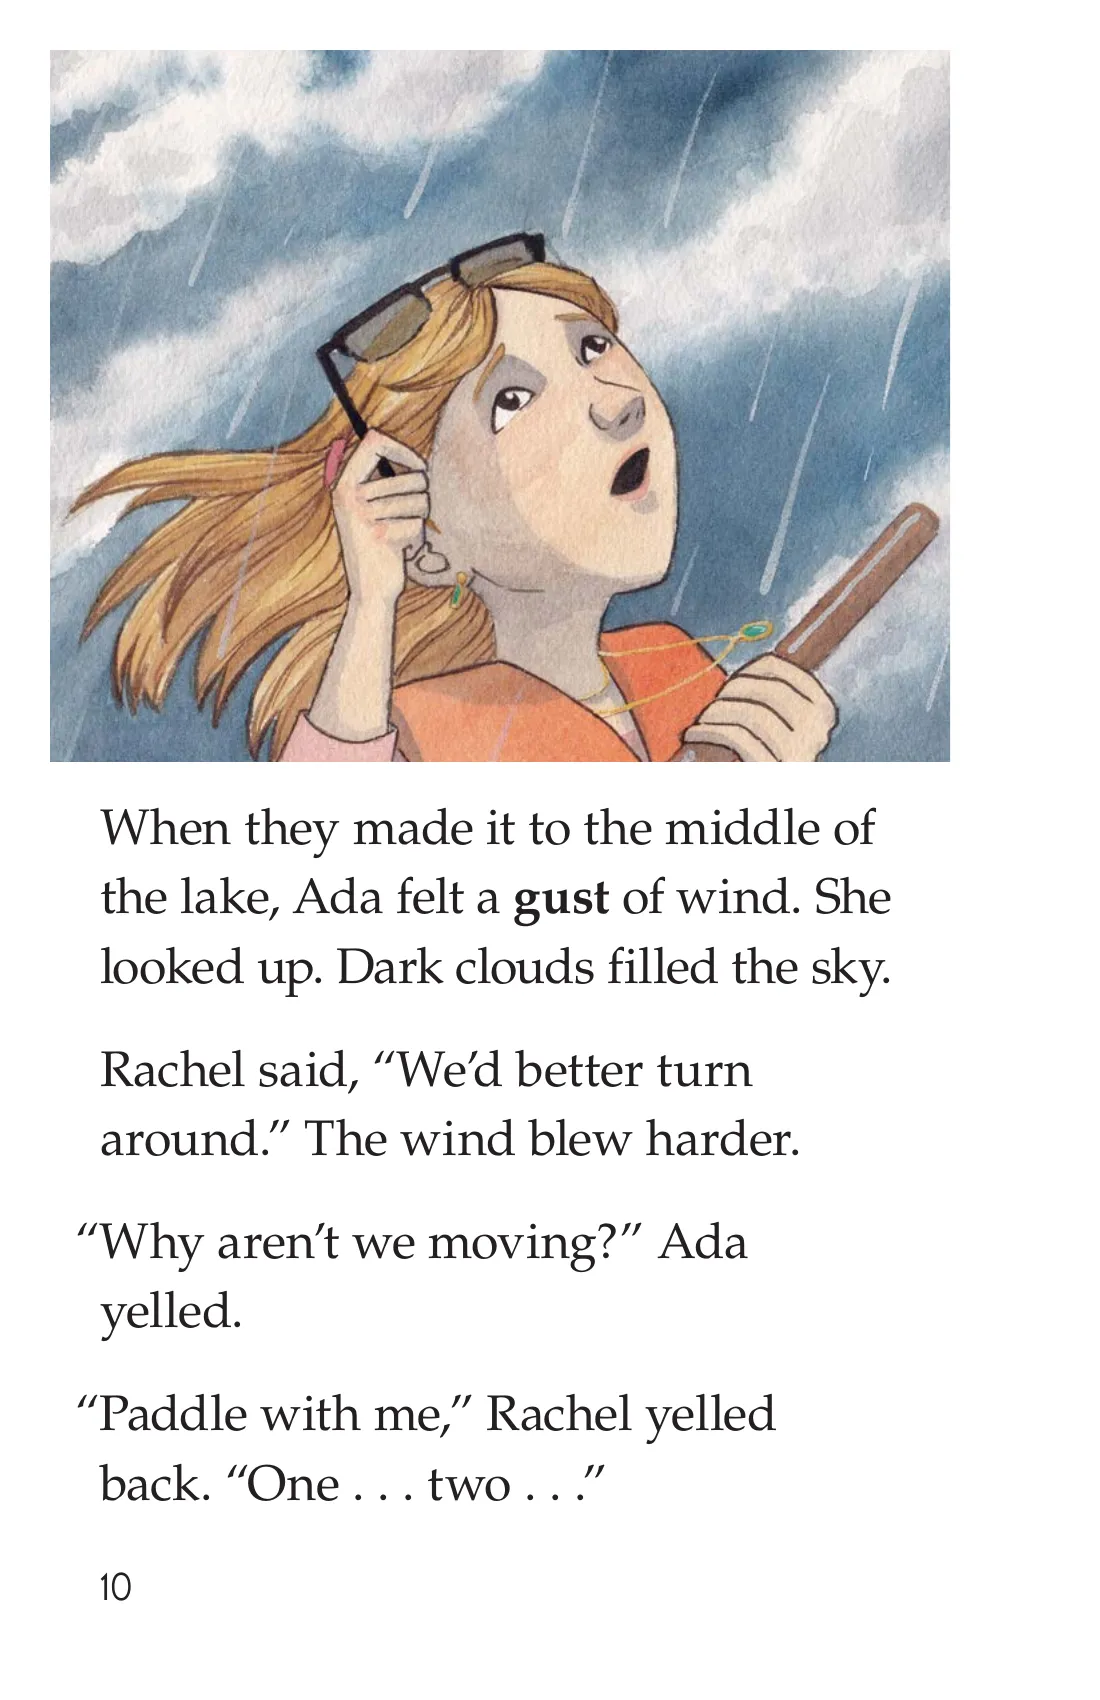 When they made it to the middle of
the lake, Ada felt a gust of wind. She
looked up. Dark clouds filled the sky.
Rachel said, “We’d better turn
around.” The wind blew harder.
“Why aren’t we moving?” Ada
yelled.
“Paddle with me,” Rachel yelled
back. “One . . . two . . .”
10